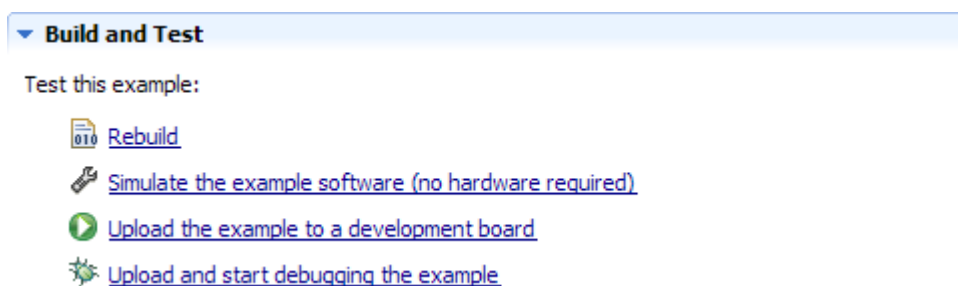 Build and Test
Test this example:
010 Rebuild
Simulate the example software (no hardware required)
Upload the example to a development board
Upload and start debugging the example